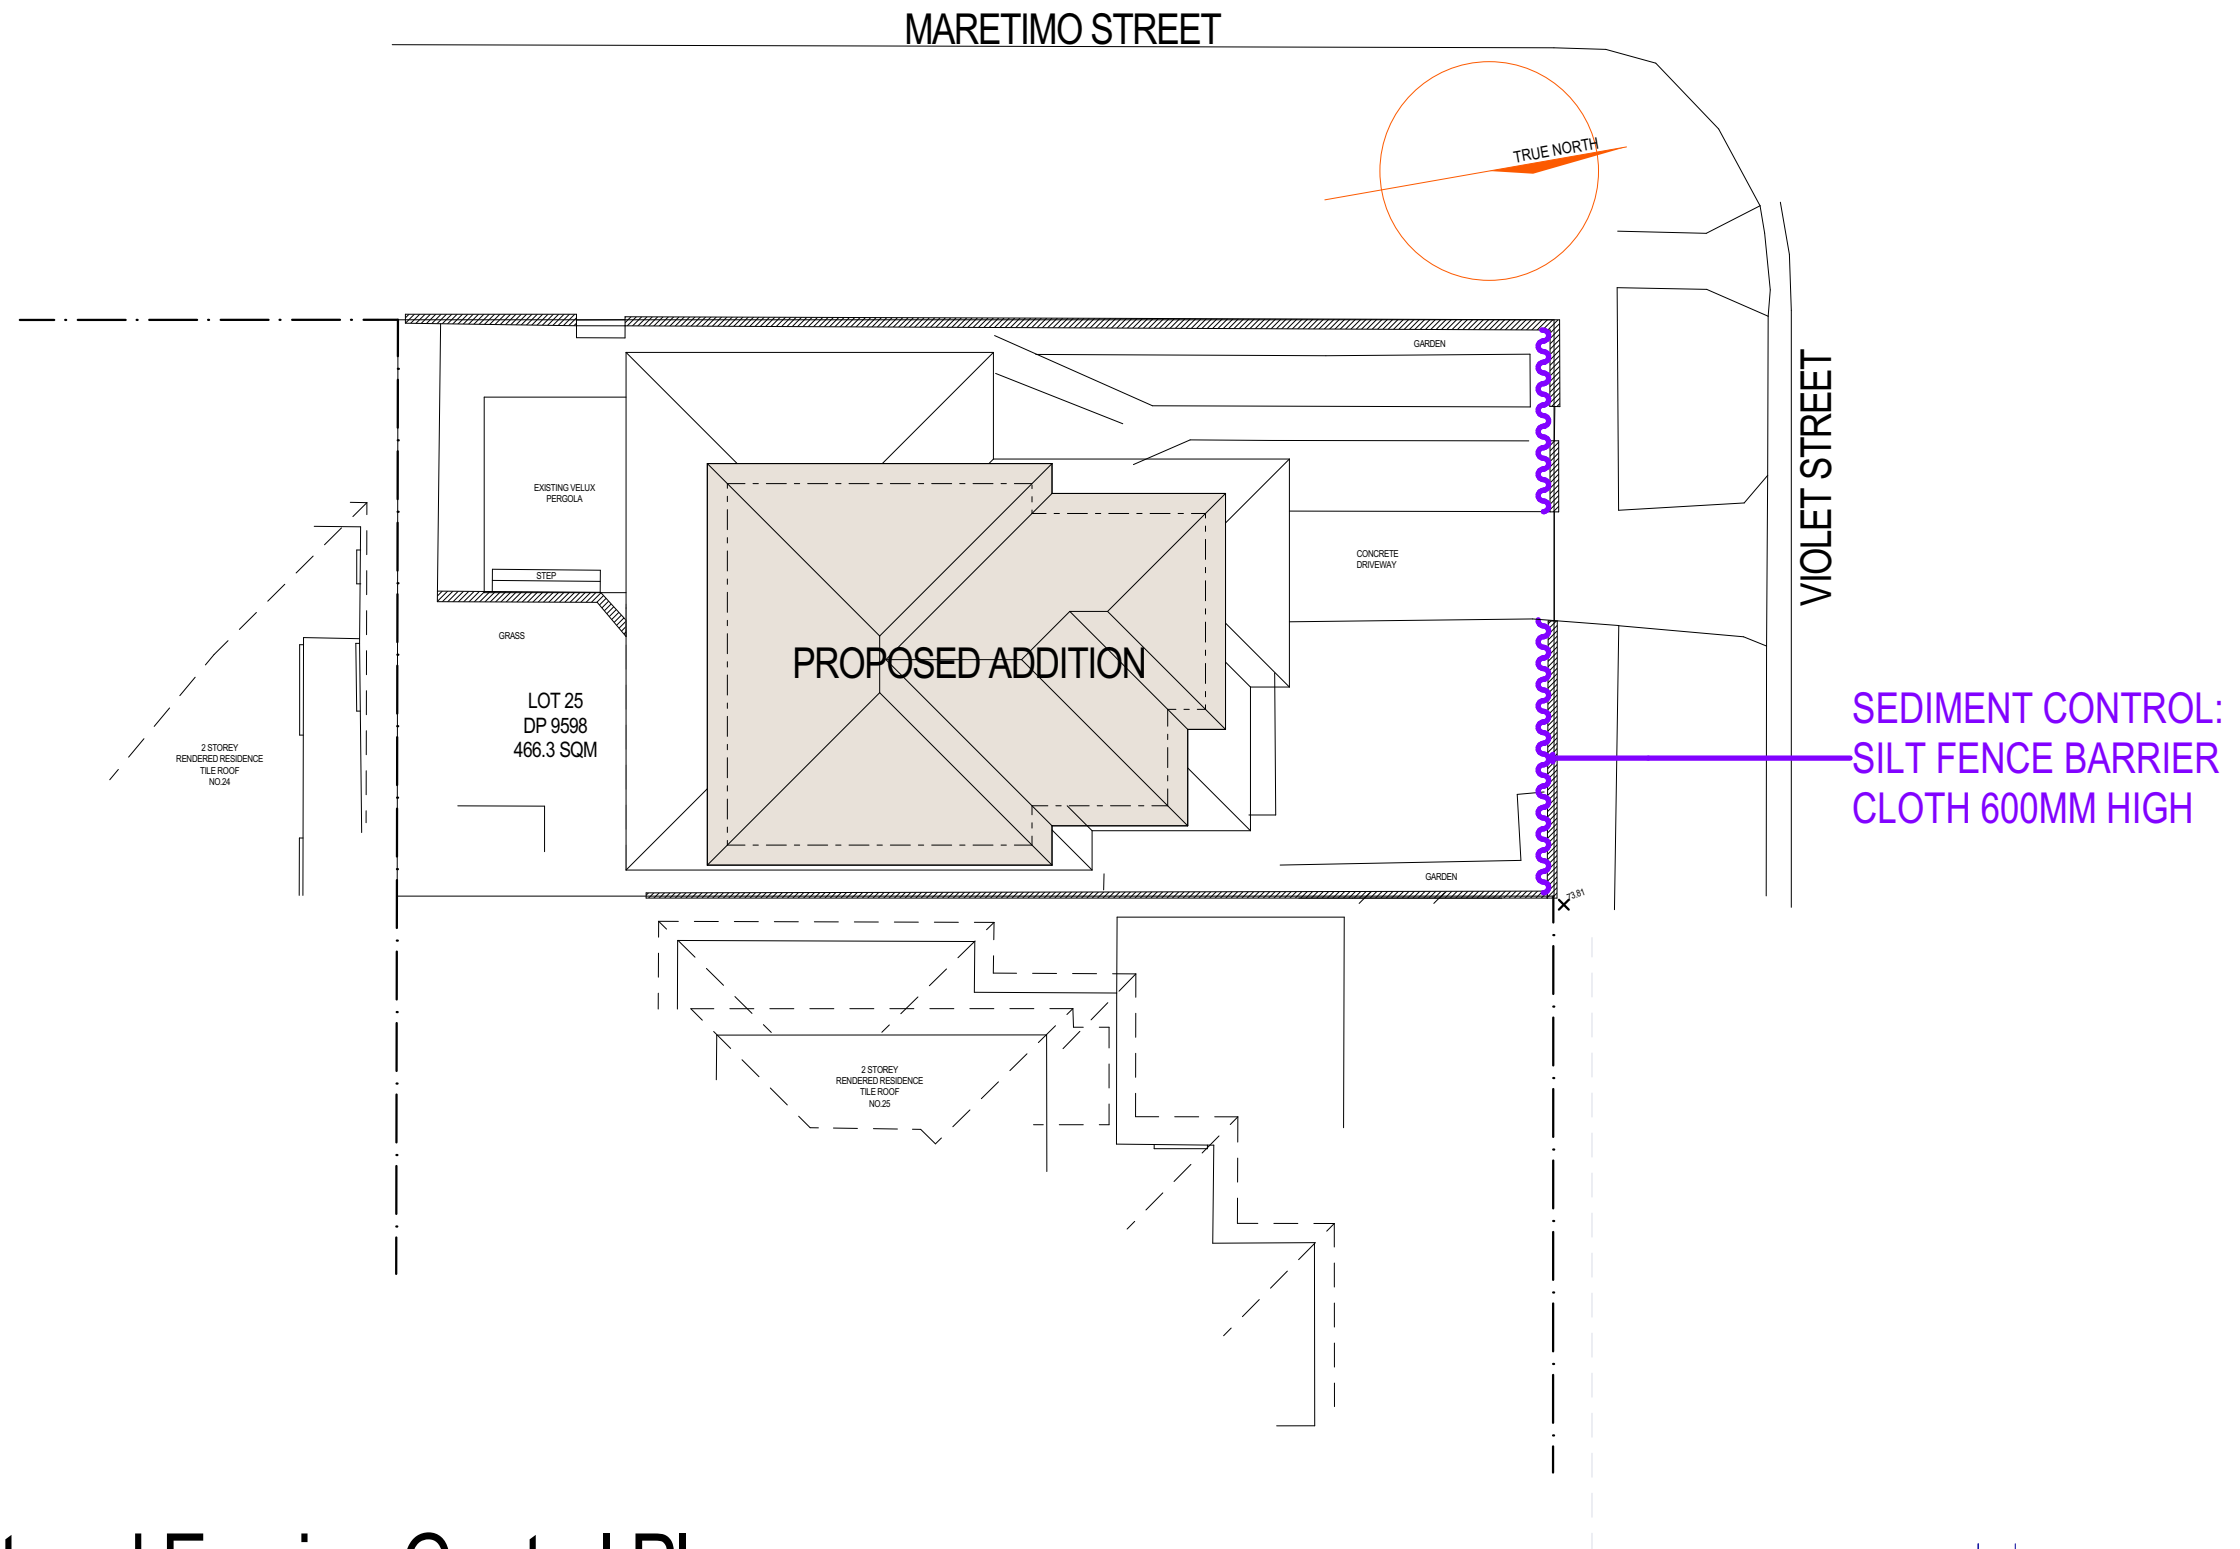 MARETIMO STREET
TRUE NORTH
GARDEN
VIOLET STREET
EXISTING VELUX
PERGOLA
STEP
CONCRETE
DRIVEWAY
GRASS
PROPOSED ADDITION
LOT 25
DP 9598
466.3 SQM
SEDIMENT CONTROL:
SILT FENCE BARRIER
CLOTH 600MM HIGH
2 STOREY
RENDERED RESIDENCE
TILE ROOF
NO.24
GARDEN
73.81
2 STOREY
RENDERED RESIDENCE
TILE ROOF
NO.25